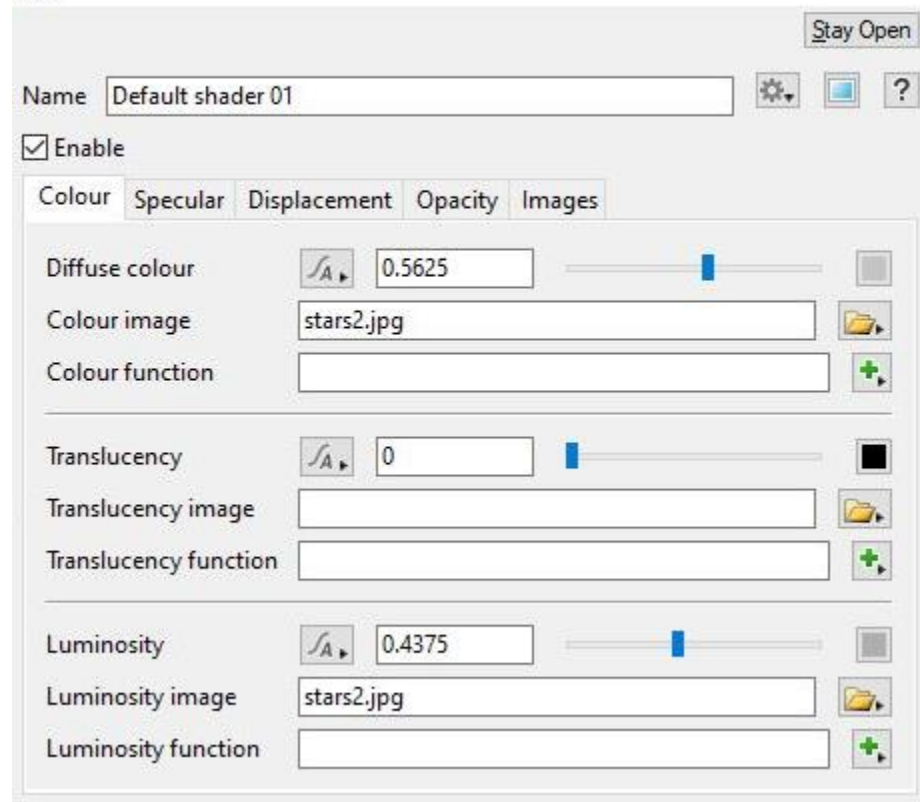 Stay Open
Name Default shader 01 ?
Enable
Colour Specular Displacement Opacity Images
Diffuse colour A 0.5625
Colour image stars2.jpg
Colour function
Translucency A 0
Translucency image
Translucency function
Luminosity A 0.4375
Luminosity image stars2.jpg
Luminosity function